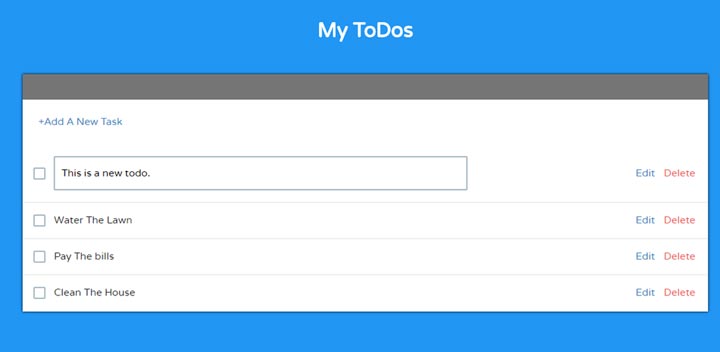 My ToDos
+Add A New Task
This is a new todo. Edit Delete
Water The Lawn Edit Delete
Pay The bills Edit Delete
Clean The House Edit Delete